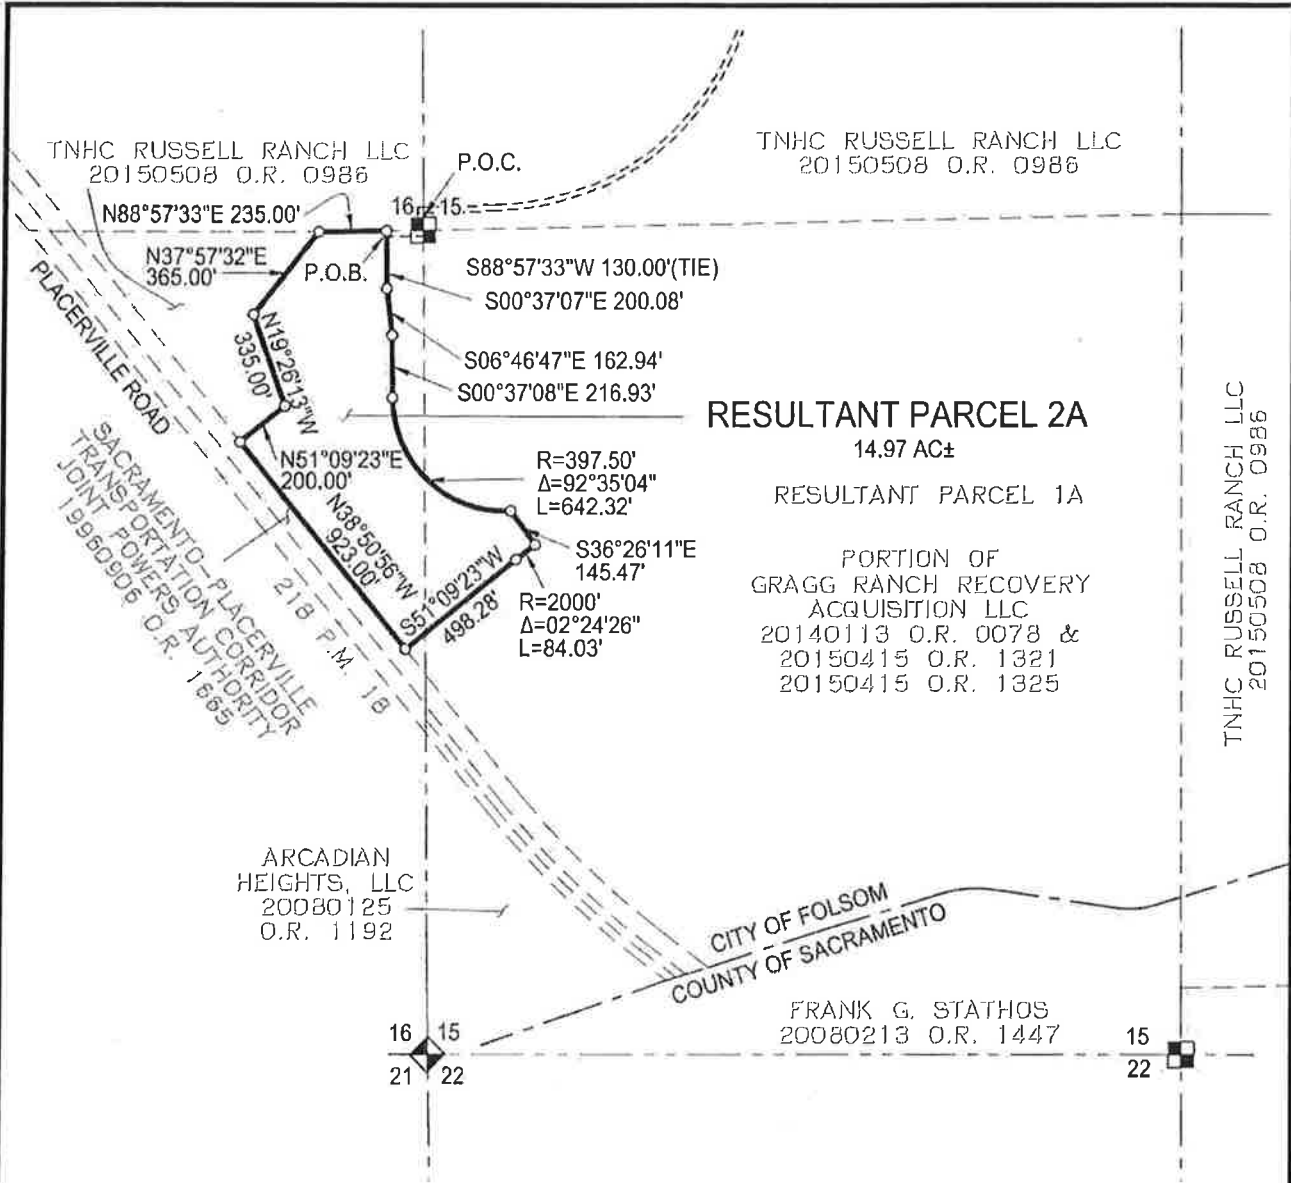 TNHC RUSSELL RANCH LLC
20150508 O.R. 0986
P.O.C.
TNHC RUSSELL RANCH LLC
20150508 O.R. 0986
N88°57'33"E 235.00'
16
15
N37°57'32"E
365.00'
P.O.B.
S88°57'33"W 130.00'(TIE)
S00°37'07"E 200.08'
PLACERVILLE ROAD
N19°26'13"W
335.00'
S06°46'47"E 162.94'
S00°37'08"E 216.93'
RESULTANT PARCEL 2A
14.97 AC±
N51°09'23"E
200.00'
R=397.50'
Δ=92°35'04"
L=642.32'
RESULTANT PARCEL 1A
SACRAMENTO-PLACERVILLE
TRANSPORTATION CORRIDOR
JOINT POWERS AUTHORITY
19960906 O.R. 1665
N38°50'56"W
923.00'
S36°26'11"E
145.47'
PORTION OF
GRAGG RANCH RECOVERY
ACQUISITION LLC
20140113 O.R. 0078 &
20150415 O.R. 1321
20150415 O.R. 1325
S51°09'23"W
498.28'
R=2000'
Δ=02°24'26"
L=84.03'
218 P.M. 18
TNHC RUSSELL RANCH LLC
20150508 O.R. 0986
ARCADIAN
HEIGHTS, LLC
20080125
O.R. 1192
CITY OF FOLSOM
COUNTY OF SACRAMENTO
FRANK G. STATHOS
20080213 O.R. 1447
16 15
21 22
15
22